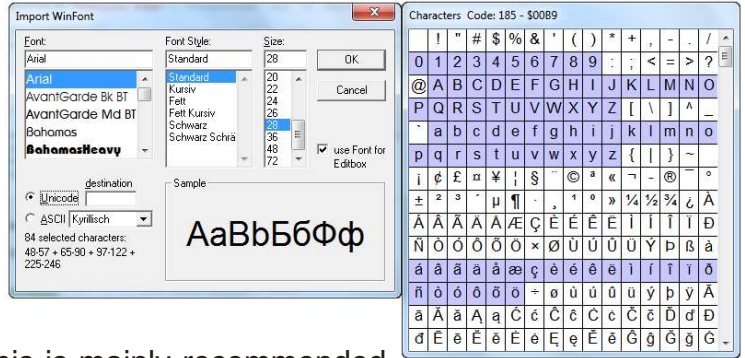 Import WinFont
Font: Font Style: Size:
Arial Standard 28 OK
Arial Standard 20
AvantGarde Bk BT Kursiv 22 Cancel
AvantGarde Md BT Fett 24
Bahamas Fett Kursiv 26
BahamasHeavy Schwarz 28
Schwarz Schrä 36
48 use Font for
72 Editbox
destination
Unicode
ASCII Kyrillisch
84 selected characters:
48-57 + 65-90 + 97-122 +
225-246
Sample
АаBbБбФф
Characters Code: 185 - $00B9
! " # $ % & ' ( ) * + , - . /
0 1 2 3 4 5 6 7 8 9 : ; < = > ?
@ A B C D E F G H I J K L M N O
P Q R S T U V W X Y Z [ \ ] ^ _
` a b c d e f g h i j k l m n o
p q r s t u v w x y z { | } ~
¡ ¢ £ ¤ ¥ ¦ § ¨ © ª « ¬ - ® ¯ °
± ² ³ ´ µ ¶ · ¸ ¹ º » ¼ ½ ¾ ¿ À
Á Â Ã Ä Å Æ Ç È É Ê Ë Ì Í Î Ï Ð
Ñ Ò Ó Ô Õ Ö × Ø Ù Ú Û Ü Ý Þ ß à
á â ã ä å æ ç è é ê ë ì í î ï ð
ñ ò ó ô õ ö ÷ ø ù ú û ü ý þ ÿ Ā
ā Ă ă Ą ą Ć ć Ĉ ĉ Ċ ċ Č č Ď ď Đ
đ Ē ē Ĕ ĕ Ė ė Ę ę Ě ě Ĝ ĝ Ğ ğ Ġ
is mainly recommended